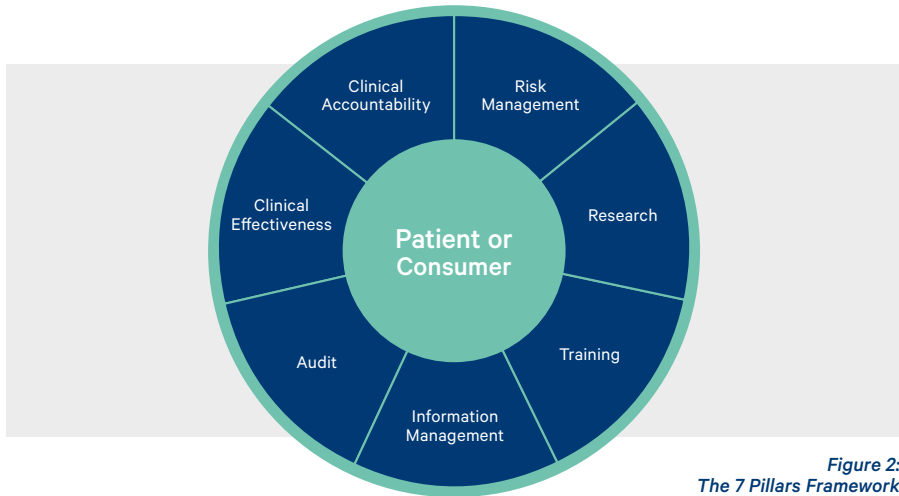 Clinical
Accountability
Risk
Management
Clinical
Effectiveness
Research
Patient or
Consumer
Audit
Training
Information
Management
Figure 2:
The 7 Pillars Framework